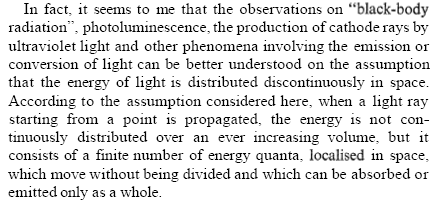 In fact, it seems to me that the observations on “black-body
radiation”, photoluminescence, the production of cathode rays by
ultraviolet light and other phenomena involving the emission or
conversion of light can be better understood on the assumption
that the energy of light is distributed discontinuously in space.
According to the assumption considered here, when a light ray
starting from a point is propagated, the energy is not con-
tinuously distributed over an ever increasing volume, but it
consists of a finite number of energy quanta, localised in space,
which move without being divided and which can be absorbed or
emitted only as a whole.